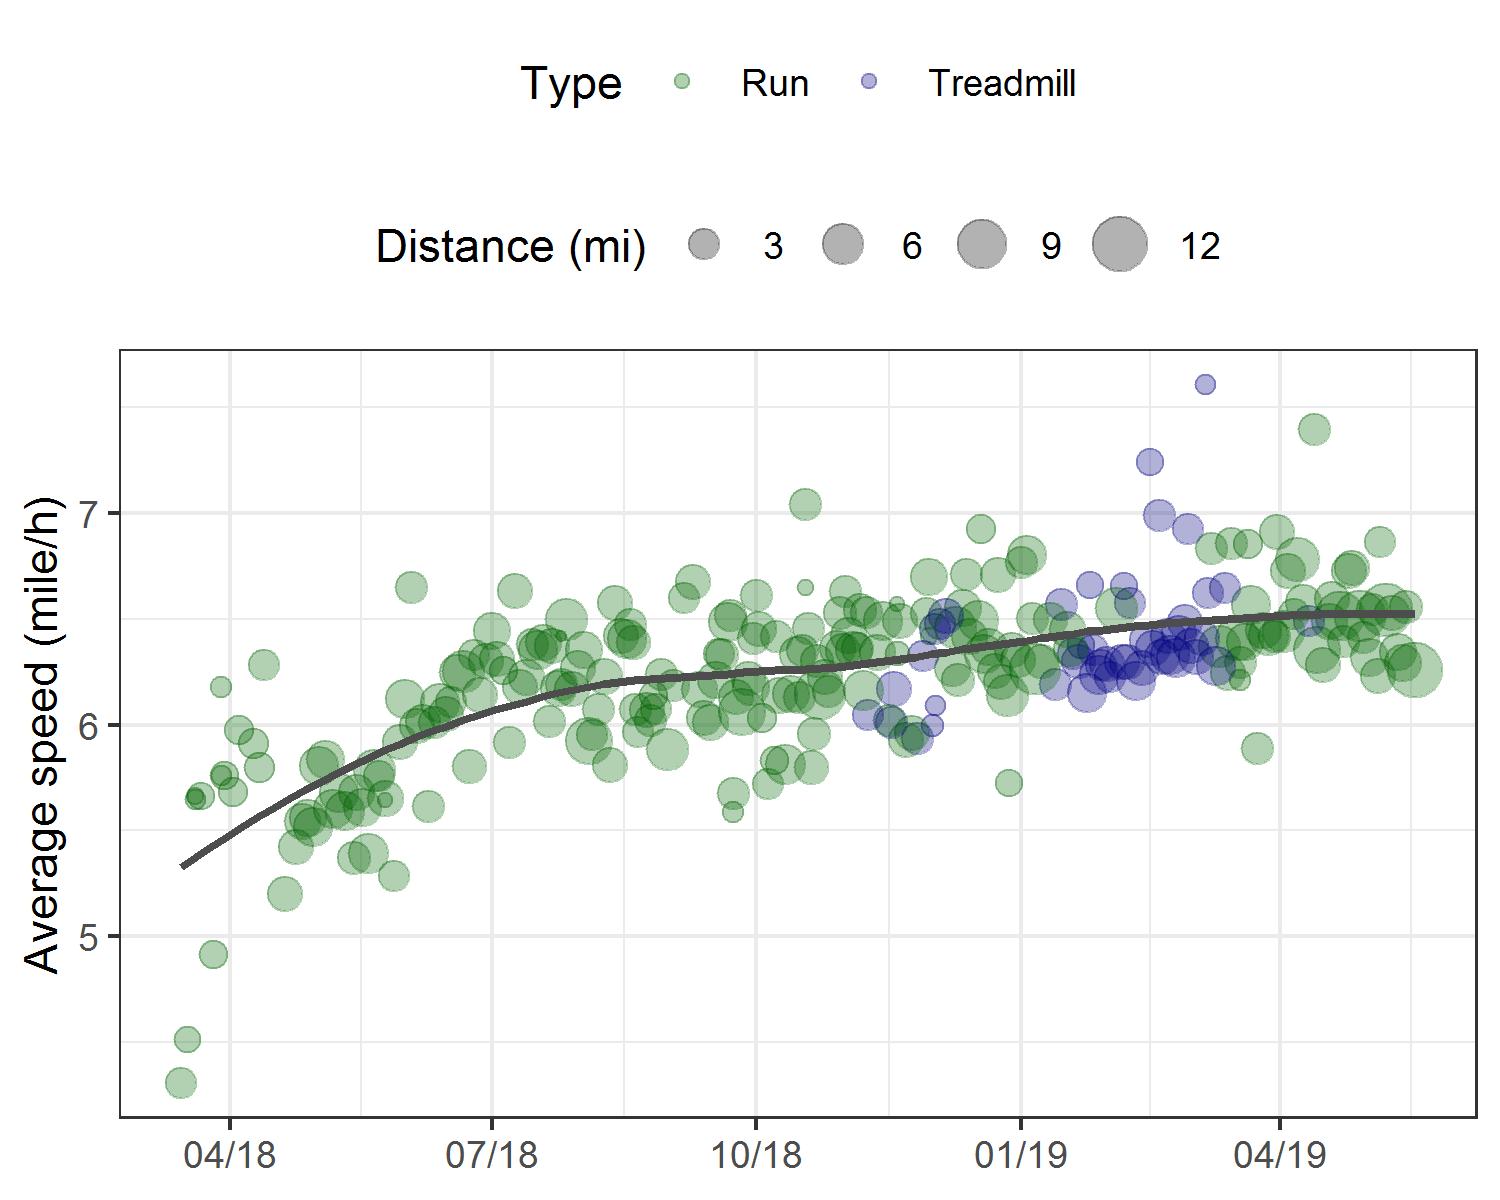 Type Run Treadmill
Distance (mi) 3 6 9 12
Average speed (mile/h)
7
6
5
04/18 07/18 10/18 01/19 04/19